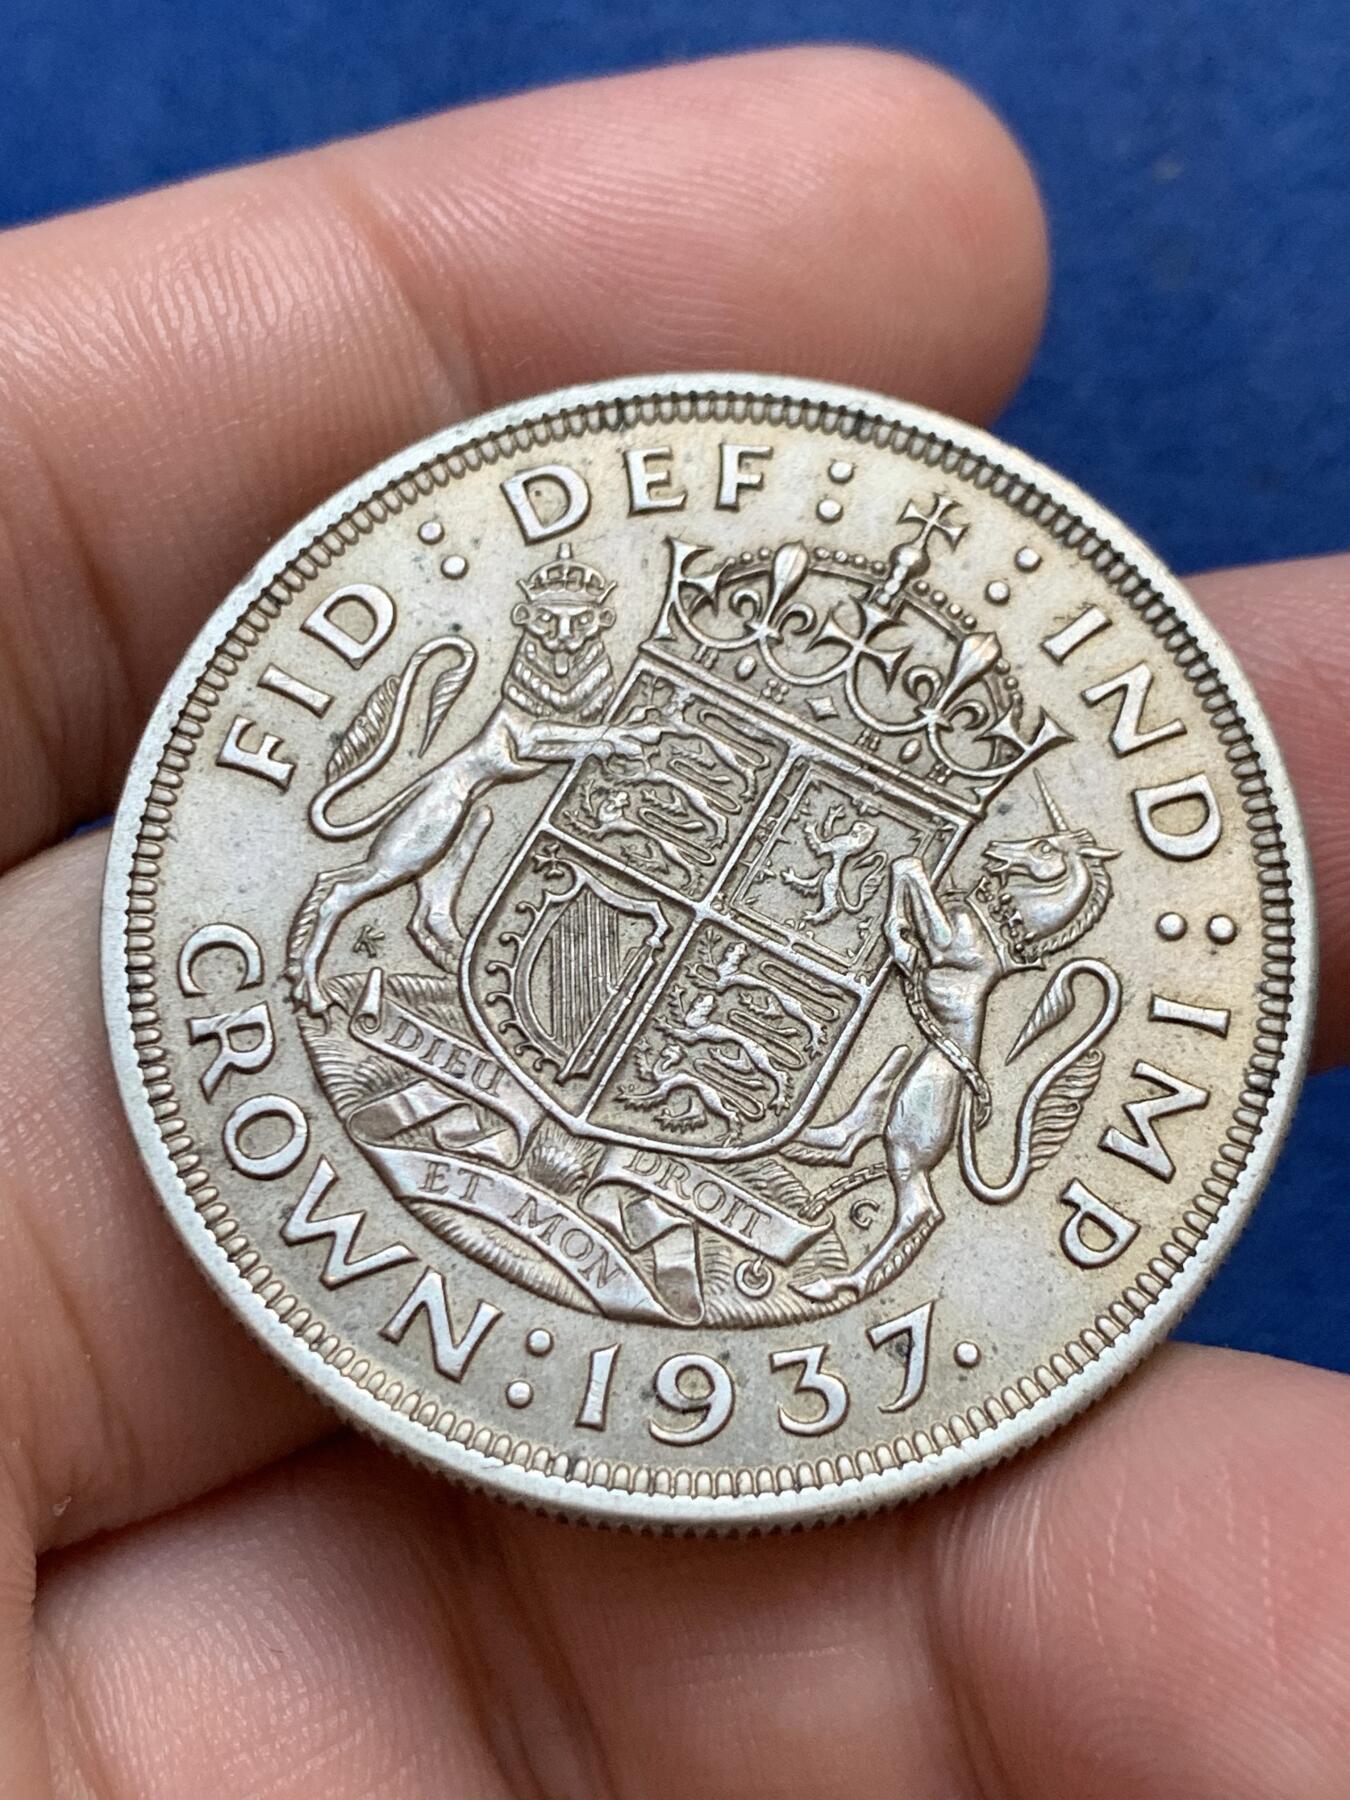 FID : DEF : IND : IMP
CROWN : 1937.
DIEU
ET MON
DROIT
K
C